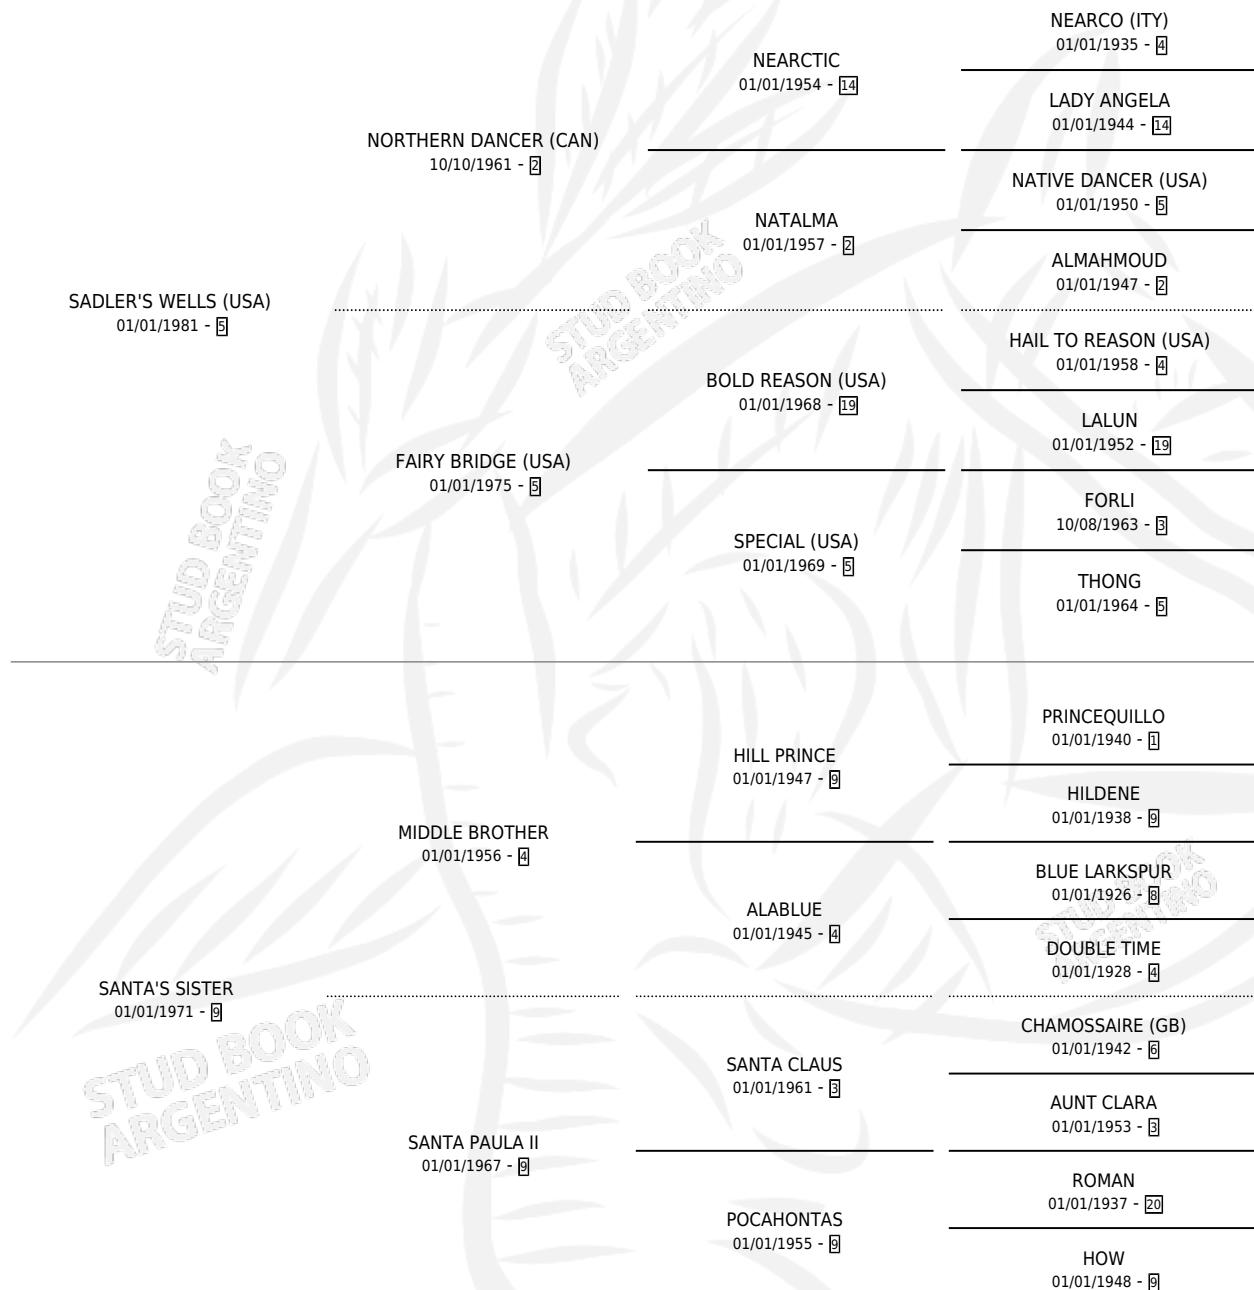 NEARCO (ITY)
01/01/1935 - 4
NEARCTIC
01/01/1954 - 14
LADY ANGELA
01/01/1944 - 14
NORTHERN DANCER (CAN)
10/10/1961 - 2
NATIVE DANCER (USA)
01/01/1950 - 5
NATALMA
01/01/1957 - 2
ALMAHMOUD
01/01/1947 - 2
SADLER'S WELLS (USA)
01/01/1981 - 5
HAIL TO REASON (USA)
01/01/1958 - 4
BOLD REASON (USA)
01/01/1968 - 19
LALUN
01/01/1952 - 19
FAIRY BRIDGE (USA)
01/01/1975 - 5
FORLI
10/08/1963 - 3
SPECIAL (USA)
01/01/1969 - 5
THONG
01/01/1964 - 5
PRINCEQUILLO
01/01/1940 - 1
HILL PRINCE
01/01/1947 - 9
HILDENE
01/01/1938 - 9
MIDDLE BROTHER
01/01/1956 - 4
BLUE LARKSPUR
01/01/1926 - 8
ALABLUE
01/01/1945 - 4
DOUBLE TIME
01/01/1928 - 4
SANTA'S SISTER
01/01/1971 - 9
CHAMOSSAIRE (GB)
01/01/1942 - 6
SANTA CLAUS
01/01/1961 - 3
AUNT CLARA
01/01/1953 - 3
SANTA PAULA II
01/01/1967 - 9
ROMAN
01/01/1937 - 20
POCAHONTAS
01/01/1955 - 9
HOW
01/01/1948 - 9
STUD BOOK
ARGENTINO
STUD BOOK
ARGENTINO
STUD BOOK
ARGENTINO
STUD BOOK
ARGENTINO